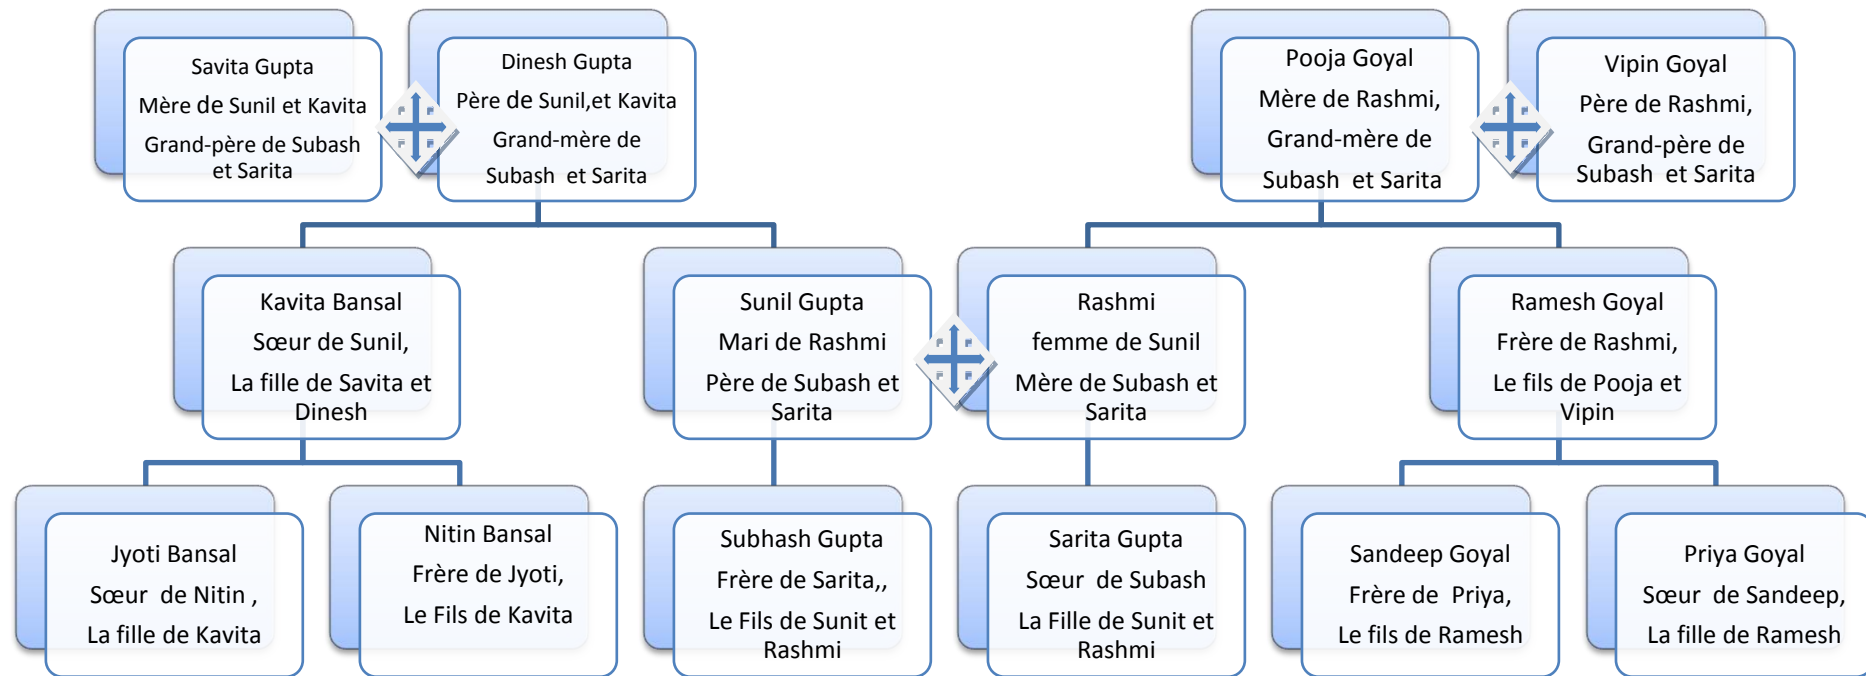 Savita Gupta
Mère de Sunil et Kavita
Grand-père de Subash
et Sarita
Dinesh Gupta
Père de Sunil,et Kavita
Grand-mère de
Subash et Sarita
Pooja Goyal
Mère de Rashmi,
Grand-mère de
Subash et Sarita
Vipin Goyal
Père de Rashmi,
Grand-père de
Subash et Sarita
Kavita Bansal
Sœur de Sunil,
La fille de Savita et
Dinesh
Sunil Gupta
Mari de Rashmi
Père de Subash et
Sarita
Rashmi
femme de Sunil
Mère de Subash et
Sarita
Ramesh Goyal
Frère de Rashmi,
Le fils de Pooja et
Vipin
Jyoti Bansal
Sœur de Nitin ,
La fille de Kavita
Nitin Bansal
Frère de Jyoti,
Le Fils de Kavita
Subhash Gupta
Frère de Sarita,,
Le Fils de Sunit et
Rashmi
Sarita Gupta
Sœur de Subash
La Fille de Sunit et
Rashmi
Sandeep Goyal
Frère de Priya,
Le fils de Ramesh
Priya Goyal
Sœur de Sandeep,
La fille de Ramesh